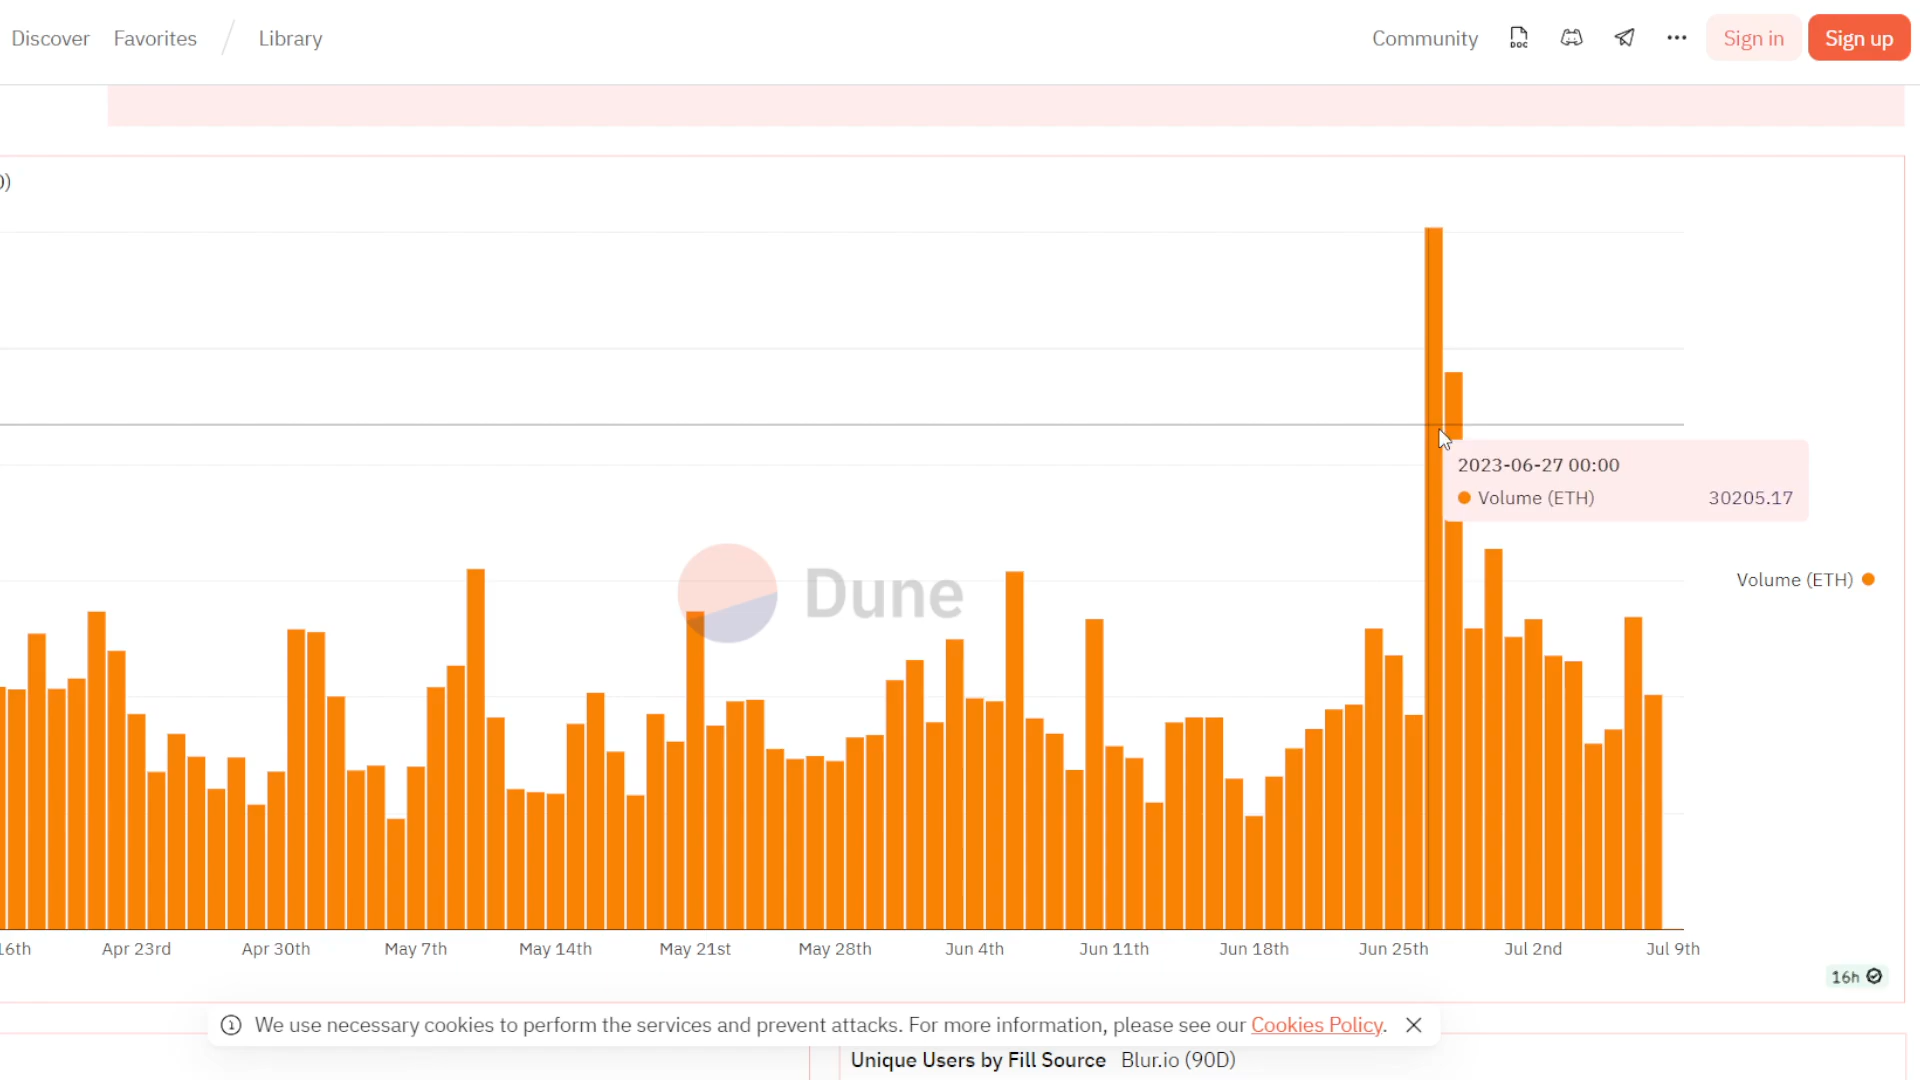 Discover Favorites / Library Community DOC ••• Sign in Sign up
)
2023-06-27 00:00
Volume (ETH) 30205.17
Dune
Volume (ETH)
16th Apr 23rd Apr 30th May 7th May 14th May 21st May 28th Jun 4th Jun 11th Jun 18th Jun 25th Jul 2nd Jul 9th
16h
We use necessary cookies to perform the services and prevent attacks. For more information, please see our Cookies Policy.
Unique Users by Fill Source Blur.io (90D)